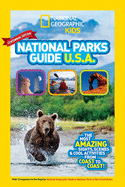 NATIONAL GEOGRAPHIC
KIDS
NATIONAL PARKS
GUIDE U.S.A.
THE MOST
AMAZING
SIGHTS, SCENES
& COOL ACTIVITIES
FROM
COAST TO
COAST!